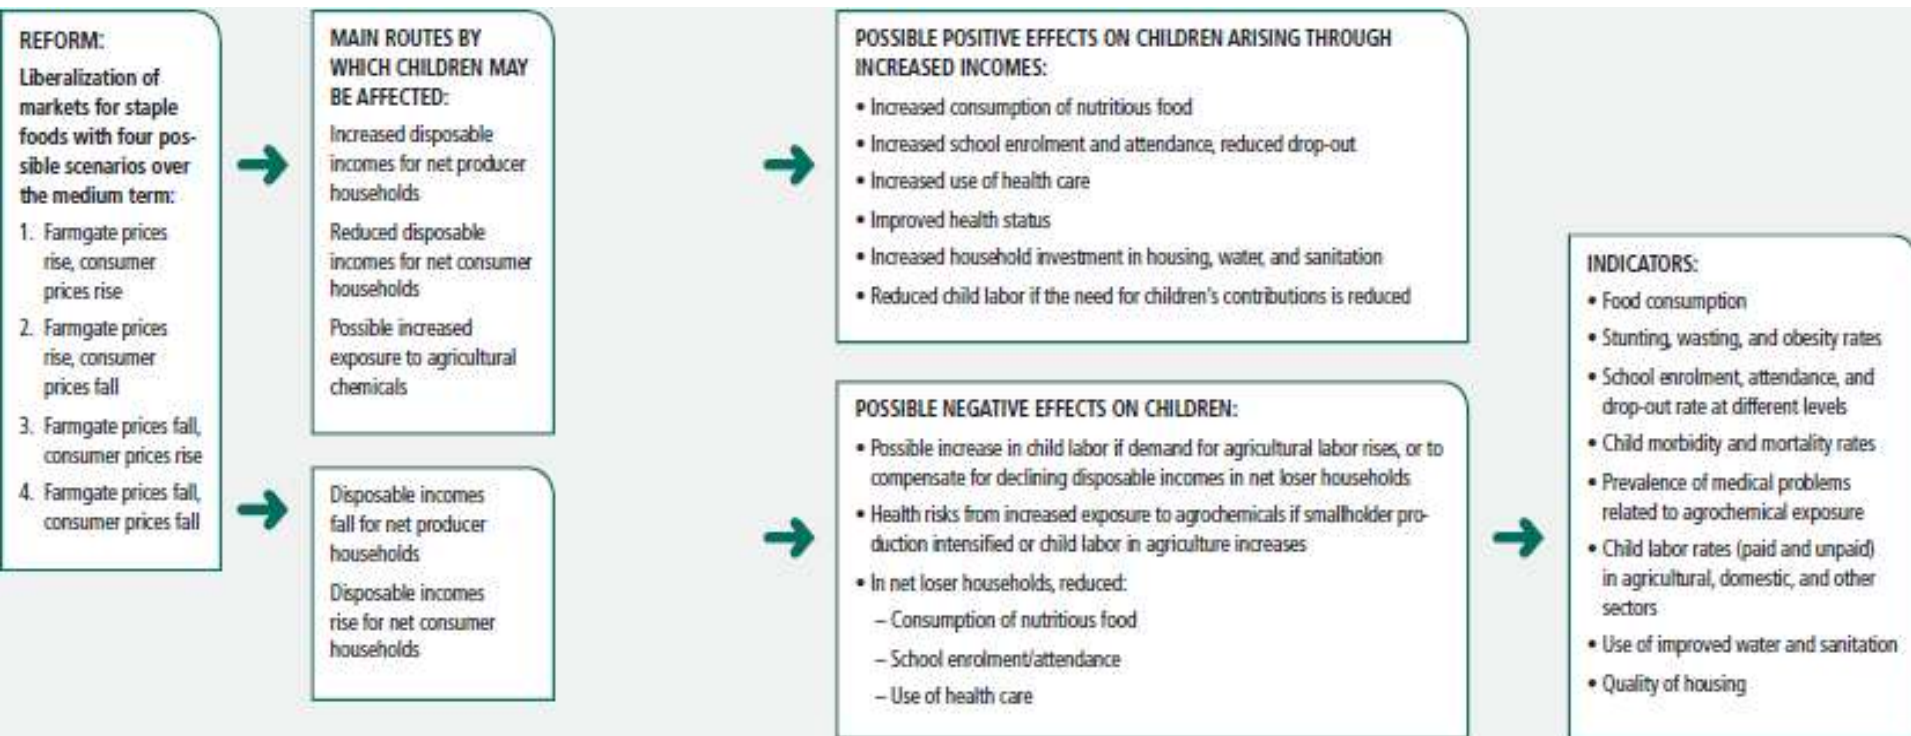 REFORM:
Liberalization of
markets for staple
foods with four pos-
sible scenarios over
the medium term:
1. Farmgate prices
rise, consumer
prices rise
2. Farmgate prices
rise, consumer
prices fall
3. Farmgate prices fall,
consumer prices rise
4. Farmgate prices fall,
consumer prices fall
MAIN ROUTES BY
WHICH CHILDREN MAY
BE AFFECTED:
Increased disposable
incomes for net producer
households
Reduced disposable
incomes for net consumer
households
Possible increased
exposure to agricultural
chemicals
Disposable incomes
fall for net producer
households
Disposable incomes
rise for net consumer
households
POSSIBLE POSITIVE EFFECTS ON CHILDREN ARISING THROUGH
INCREASED INCOMES:
• Increased consumption of nutritious food
• Increased school enrolment and attendance, reduced drop-out
• Increased use of health care
• Improved health status
• Increased household investment in housing, water, and sanitation
• Reduced child labor if the need for children's contributions is reduced
POSSIBLE NEGATIVE EFFECTS ON CHILDREN:
• Possible increase in child labor if demand for agricultural labor rises, or to
compensate for declining disposable incomes in net loser households
• Health risks from increased exposure to agrochemicals if smallholder pro-
duction intensified or child labor in agriculture increases
• In net loser households, reduced:
– Consumption of nutritious food
– School enrolment/attendance
– Use of health care
INDICATORS:
• Food consumption
• Stunting, wasting, and obesity rates
• School enrolment, attendance, and
drop-out rate at different levels
• Child morbidity and mortality rates
• Prevalence of medical problems
related to agrochemical exposure
• Child labor rates (paid and unpaid)
in agricultural, domestic, and other
sectors
• Use of improved water and sanitation
• Quality of housing